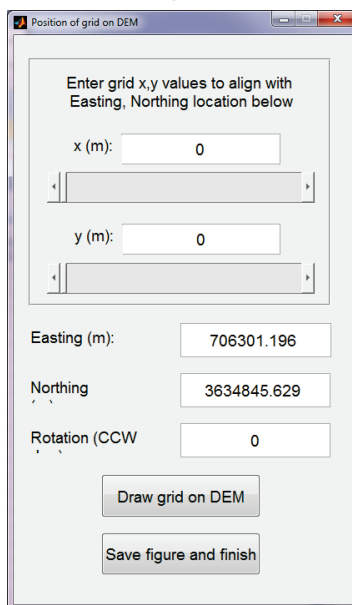 Position of grid on DEM
Enter grid x,y values to align with
Easting, Northing location below
x (m): 0
y (m): 0
Easting (m): 706301.196
Northing 3634845.629
Rotation (CCW 0
Draw grid on DEM
Save figure and finish